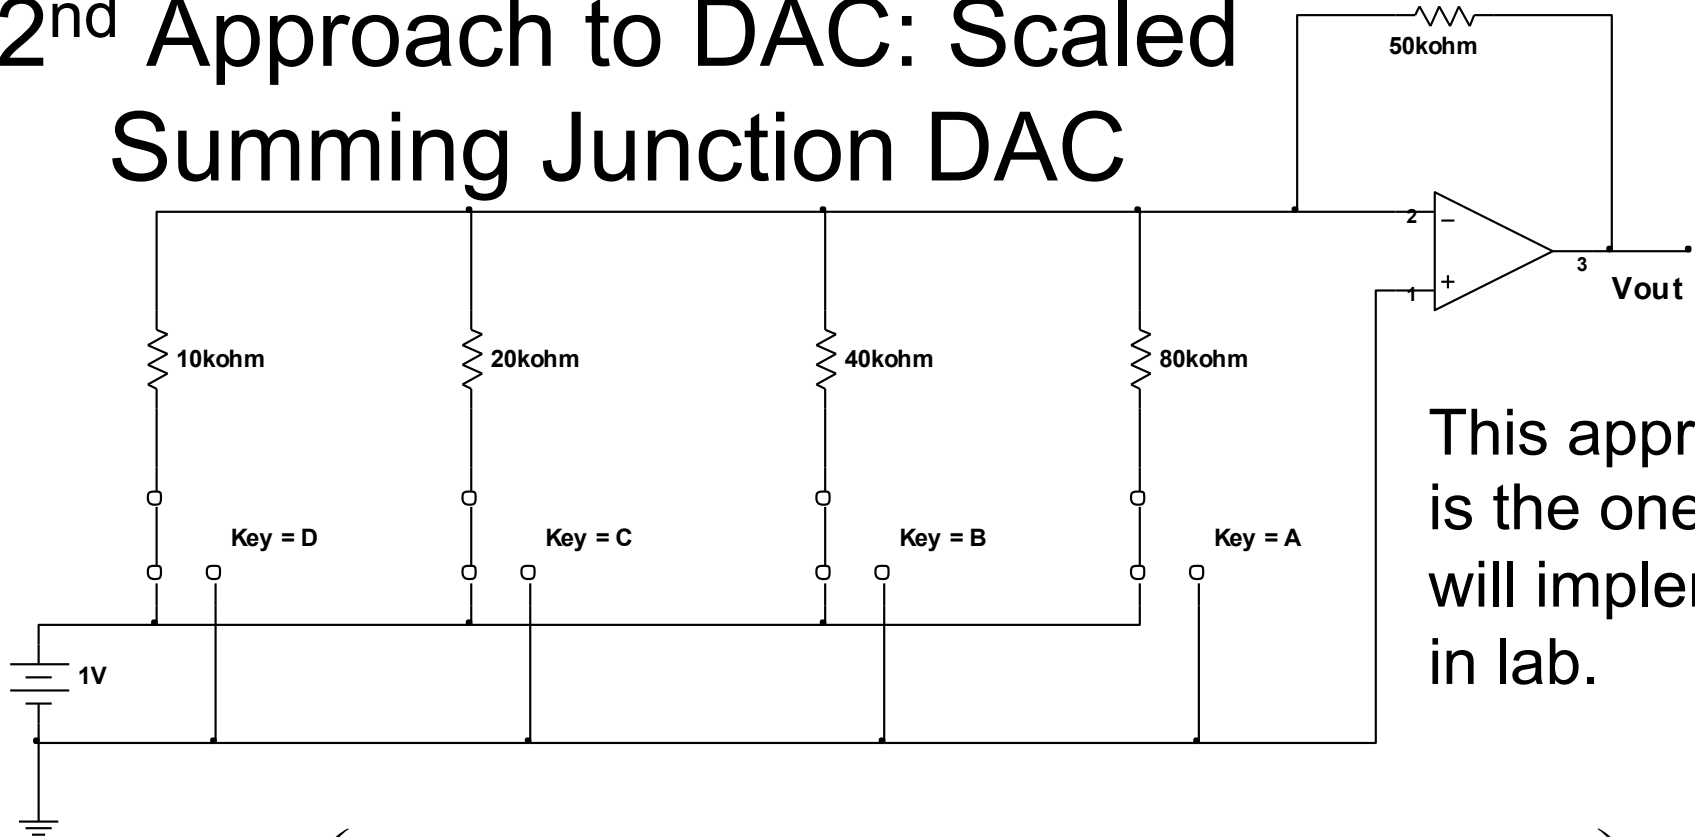 2nd Approach to DAC: Scaled
Summing Junction DAC
50kohm
2
−
+
1
3
Vout
10kohm
20kohm
40kohm
80kohm
Key = D
Key = C
Key = B
Key = A
1V
This appr
is the one
will imple
in lab.